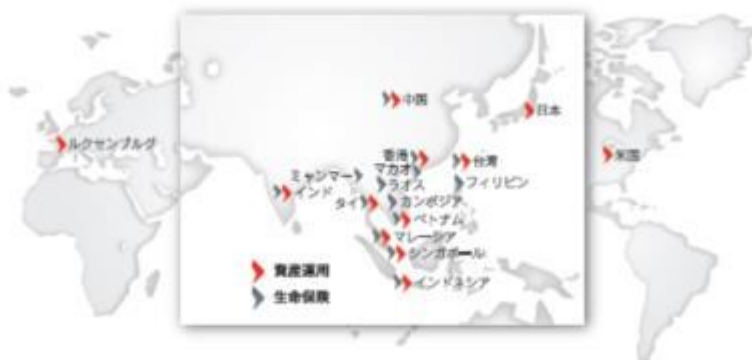 中国
日本
ルクセンブルグ
香港
台湾
米国
マカオ
ミャンマー
ラオス
フィリピン
インド
タイ
カンボジア
ベトナム
マレーシア
シンガポール
資産運用
生命保険
インドネシア